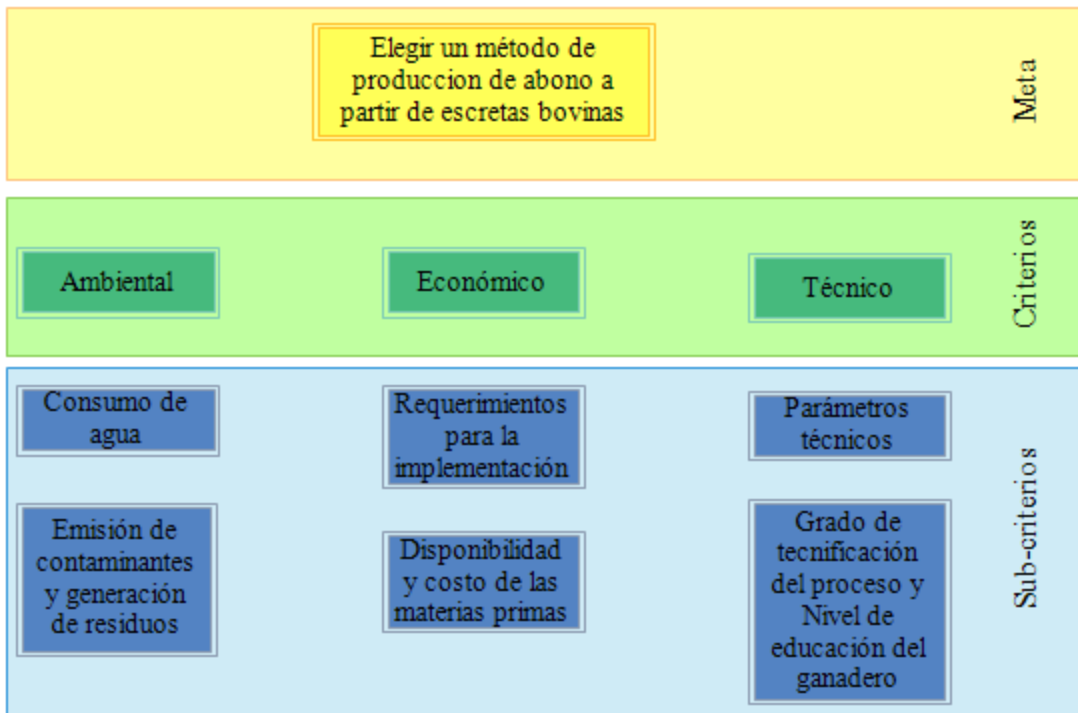 Elegir un método de
produccion de abono a
partir de escretas bovinas
Meta
Ambiental
Económico
Técnico
Criterios
Consumo de
agua
Requerimientos
para la
implementación
Parámetros
técnicos
Emisión de
contaminantes
y generación
de residuos
Disponibilidad
y costo de las
materias primas
Grado de
tecnificación
del proceso y
Nivel de
educación del
ganadero
Sub-criterios